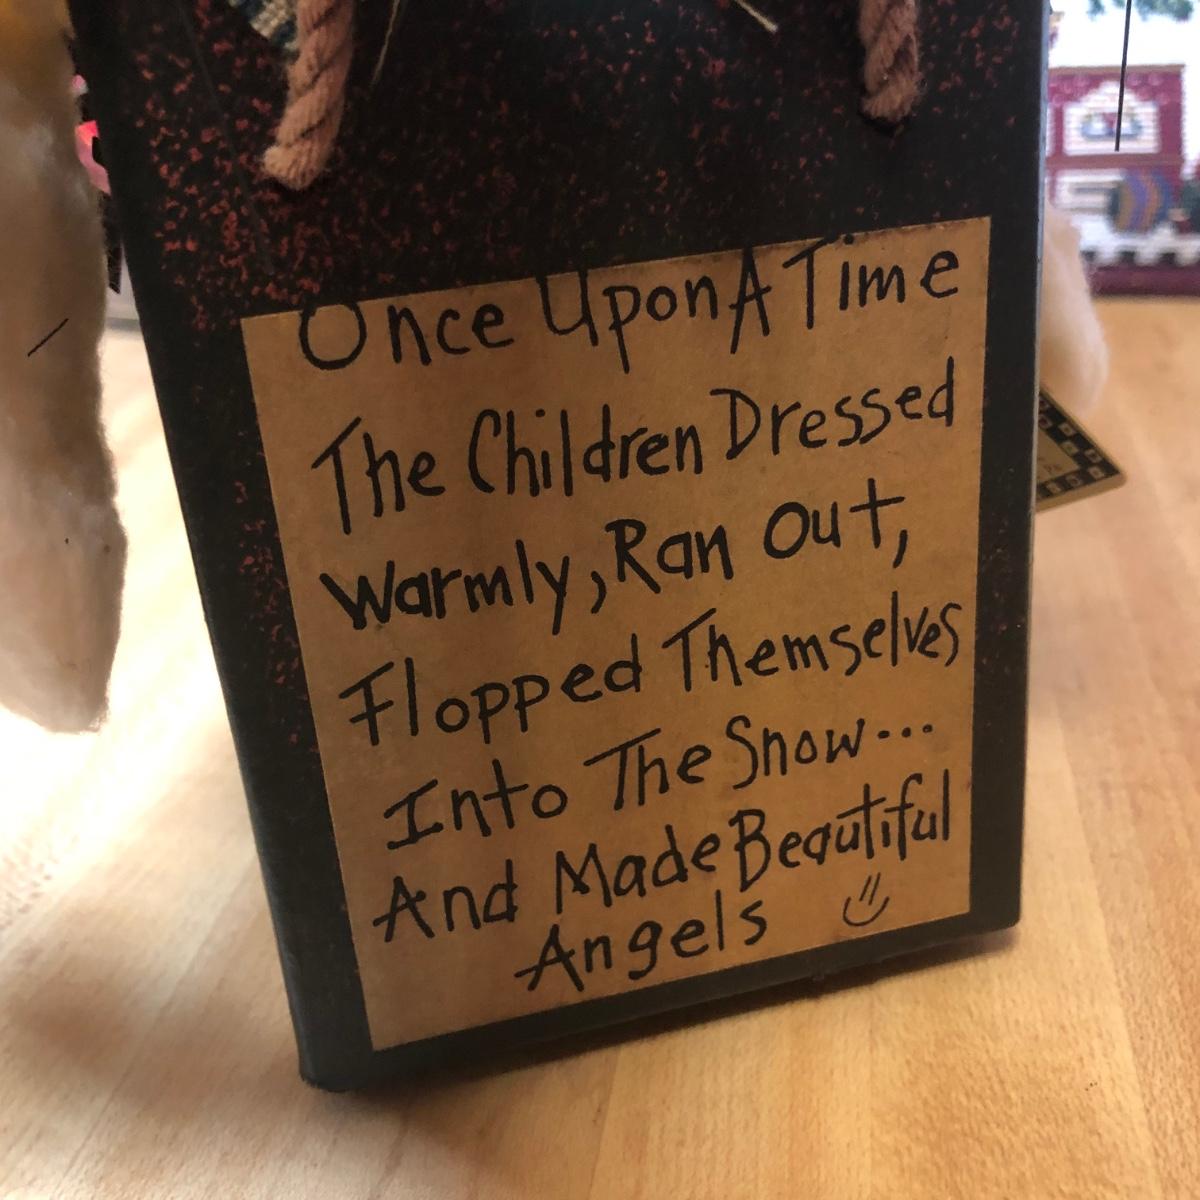 Once Upon A Time
The Children Dressed
Warmly, Ran Out,
Flopped Themselves
Into The Snow...
And Made Beautiful
Angels